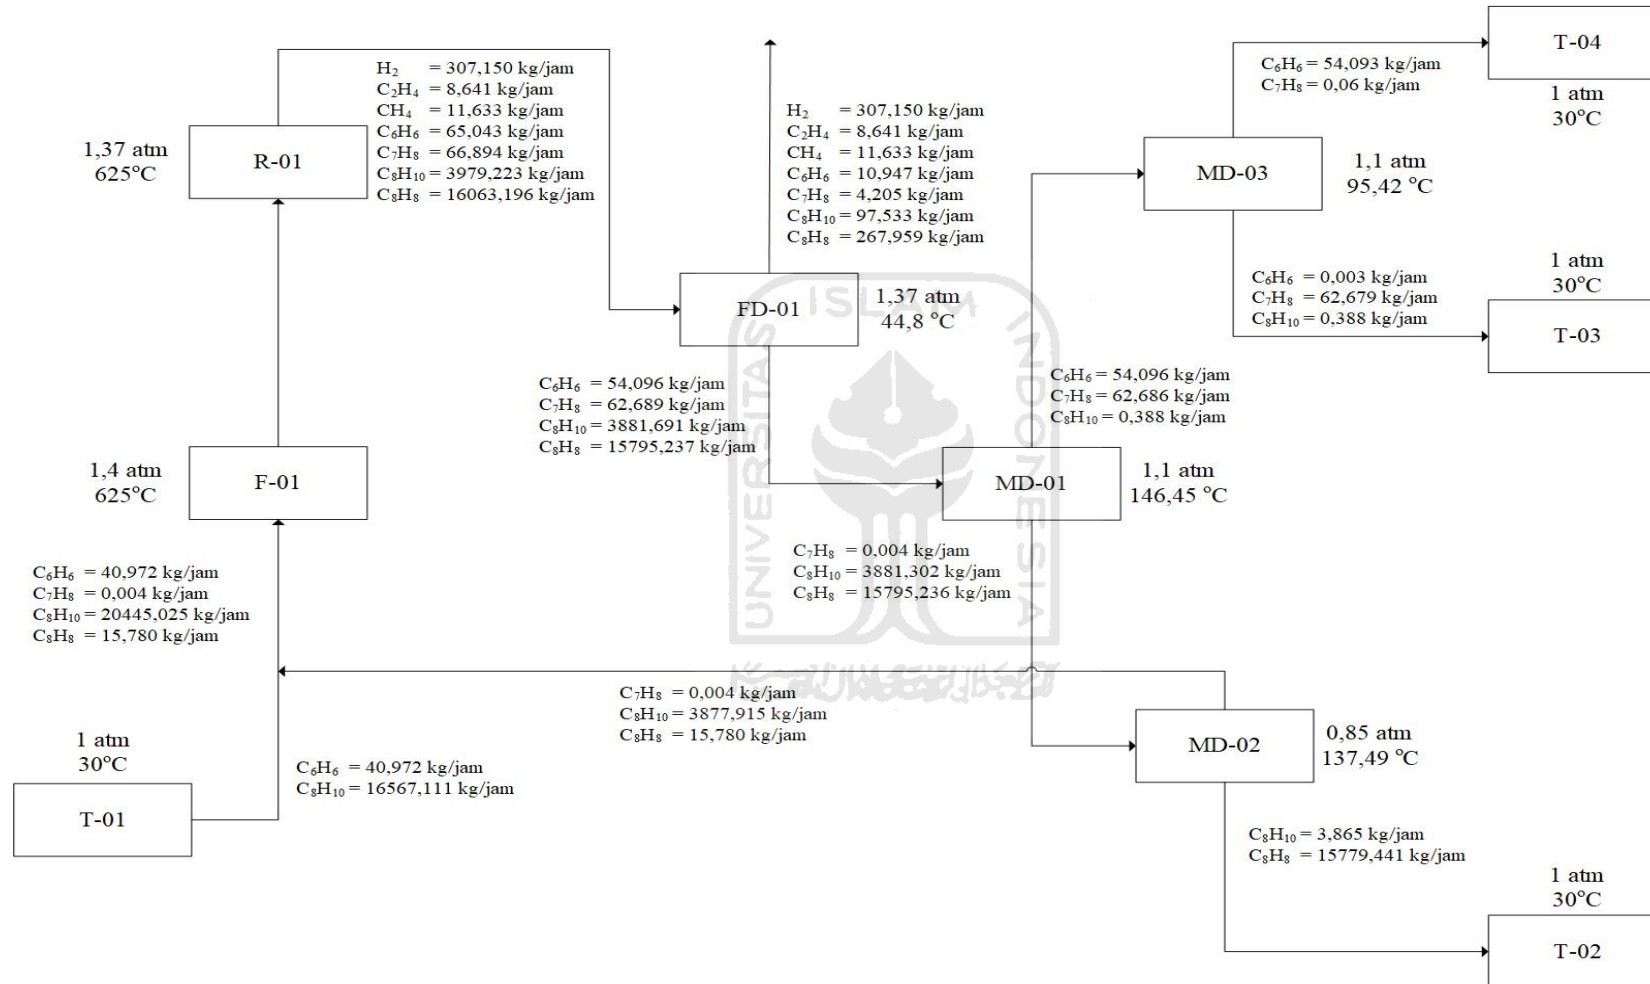 T-04
1 atm
30°C
C₆H₆ = 54,093 kg/jam
C₇H₈ = 0,06 kg/jam
H₂ = 307,150 kg/jam
C₂H₄ = 8,641 kg/jam
CH₄ = 11,633 kg/jam
C₆H₆ = 65,043 kg/jam
C₇H₈ = 66,894 kg/jam
C₈H₁₀ = 3979,223 kg/jam
C₈H₈ = 16063,196 kg/jam
H₂ = 307,150 kg/jam
C₂H₄ = 8,641 kg/jam
CH₄ = 11,633 kg/jam
C₆H₆ = 10,947 kg/jam
C₇H₈ = 4,205 kg/jam
C₈H₁₀ = 97,533 kg/jam
C₈H₈ = 267,959 kg/jam
1,37 atm
625°C
R-01
MD-03
1,1 atm
95,42 °C
C₆H₆ = 0,003 kg/jam
C₇H₈ = 62,679 kg/jam
C₈H₁₀ = 0,388 kg/jam
1 atm
30°C
T-03
FD-01
1,37 atm
44,8 °C
ISLAM
UNIVERSITAS
INDONESIA
C₆H₆ = 54,096 kg/jam
C₇H₈ = 62,689 kg/jam
C₈H₁₀ = 3881,691 kg/jam
C₈H₈ = 15795,237 kg/jam
C₆H₆ = 54,096 kg/jam
C₇H₈ = 62,686 kg/jam
C₈H₁₀ = 0,388 kg/jam
1,4 atm
625°C
F-01
MD-01
1,1 atm
146,45 °C
C₆H₆ = 40,972 kg/jam
C₇H₈ = 0,004 kg/jam
C₈H₁₀ = 20445,025 kg/jam
C₈H₈ = 15,780 kg/jam
C₇H₈ = 0,004 kg/jam
C₈H₁₀ = 3881,302 kg/jam
C₈H₈ = 15795,236 kg/jam
C₇H₈ = 0,004 kg/jam
C₈H₁₀ = 3877,915 kg/jam
C₈H₈ = 15,780 kg/jam
MD-02
0,85 atm
137,49 °C
1 atm
30°C
T-01
C₆H₆ = 40,972 kg/jam
C₈H₁₀ = 16567,111 kg/jam
C₈H₁₀ = 3,865 kg/jam
C₈H₈ = 15779,441 kg/jam
1 atm
30°C
T-02